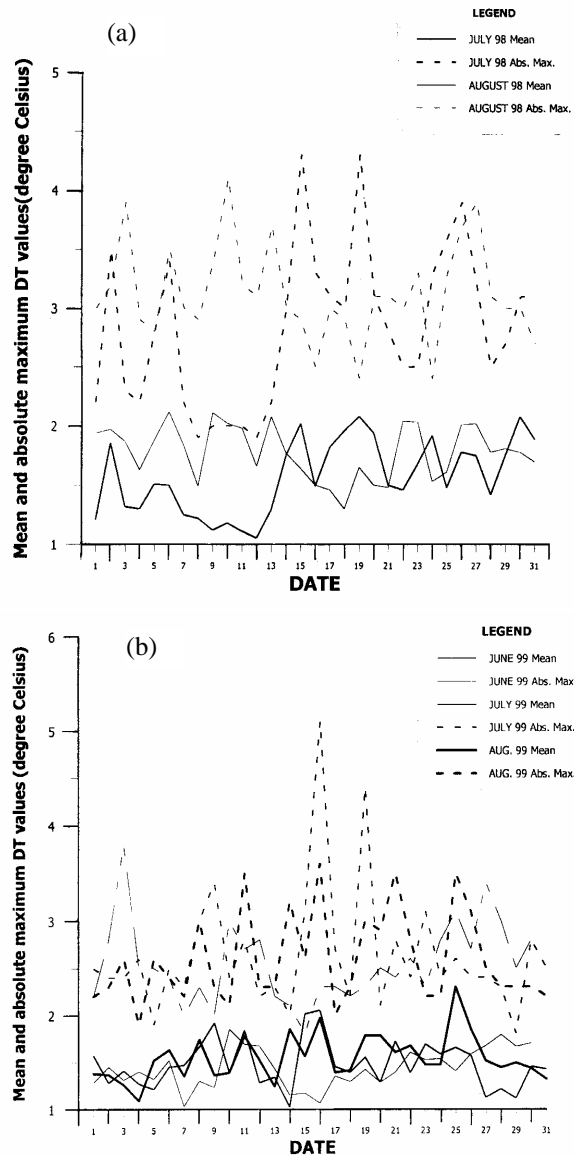 (a)
LEGEND
JULY 98 Mean
JULY 98 Abs. Max.
AUGUST 98 Mean
AUGUST 98 Abs. Max.
Mean and absolute maximum DT values(degree Celsius)
5
4
3
2
1
1 3 5 7 9 11 13 15 17 19 21 23 25 27 29 31
DATE
(b)
LEGEND
JUNE 99 Mean
JUNE 99 Abs. Max
JULY 99 Mean
JULY 99 Abs. Max.
AUG. 99 Mean
AUG. 99 Abs. Max.
Mean and absolute maximum DT values (degree Celsius)
6
5
4
3
2
1
1 3 5 7 9 11 13 15 17 19 21 23 25 27 29 31
DATE